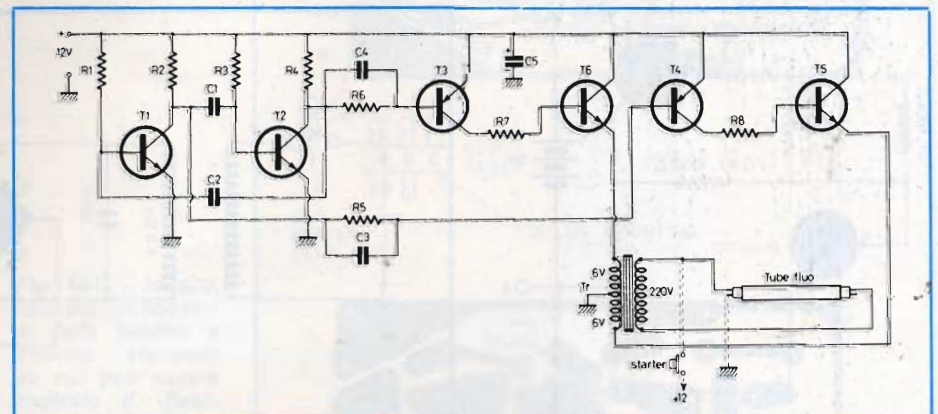 +
12V
R1
R2
R3
R4
C1
C2
T1
T2
C4
R6
R5
C3
T3
C5
R7
T6
T4
R8
T5
6V
Tr
6V
220V
Tube fluo
starter
+12